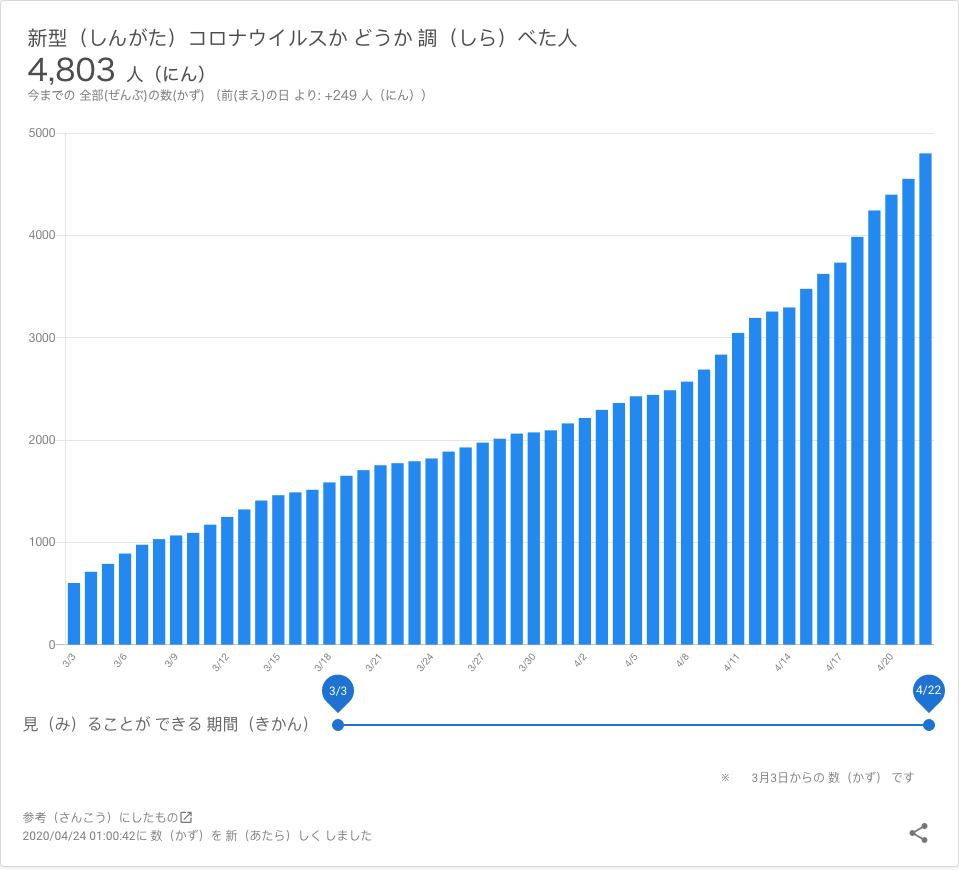 新型（しんがた）コロナウイルスか どうか 調（しら）べた人
4,803 人（にん）
今までの 全部(ぜんぶ)の数(かず) （前(まえ)の日 より: +249 人（にん））
5000
4000
3000
2000
1000
0
3/3 3/6 3/9 3/12 3/15 3/18 3/21 3/24 3/27 3/30 4/2 4/5 4/8 4/11 4/14 4/17 4/20
3/3 4/22
見（み）ることが できる 期間（きかん）
※ 3月3日からの 数（かず） です
参考（さんこう）にしたもの
2020/04/24 01:00:42に 数（かず）を 新（あたら）しく しました